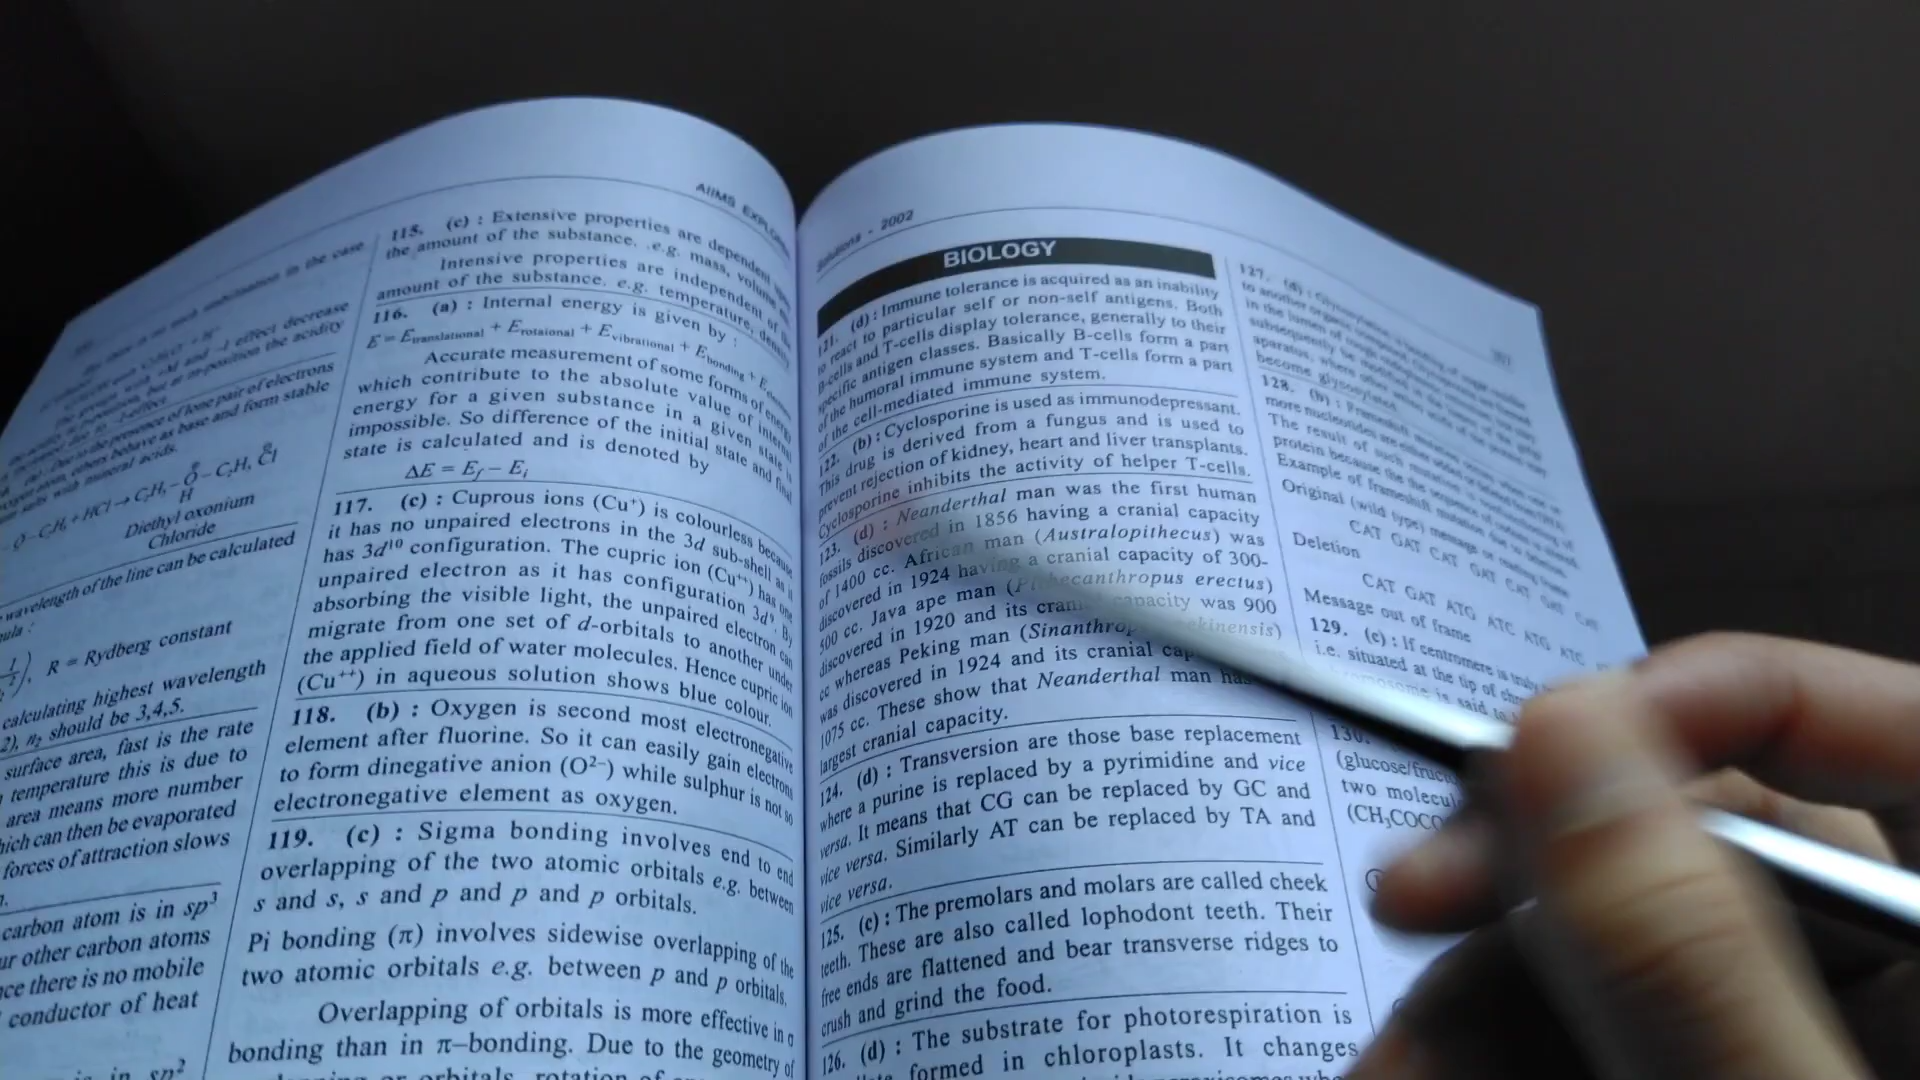 AIIMS EXPLORER
sp³
carbon atom is in
ur other carbon atoms
nce there is no mobile
conductor of heat
Diethyl oxonium
Chloride
wavelength of the line can be calculated
R = Rydberg constant
calculating highest wavelength
2), n₂ should be 3,4,5.
surface area, fast is the rate
temperature this is due to
area means more number
hich can then be evaporated
forces of attraction slows
115. (c) : Extensive properties are dependent
the amount of the substance, .e.g. mass, volume
Intensive properties are independent of the
amount of the substance, e.g. temperature, density
116. (a) : Internal energy is given by :
E = Etranslational + Erotaional + Evibrational + Ebonding +
Accurate measurement of some forms of energy
which contribute to the absolute value of internal
energy for a given substance in a given state is
impossible. So difference of the initial state and final
state is calculated and is denoted by
ΔE = Ef – Ei
117. (c) : Cuprous ions (Cu⁺) is colourless because
it has no unpaired electrons in the 3d sub-shell as it
has 3d¹⁰ configuration. The cupric ion (Cu⁺⁺) has one
unpaired electron as it has configuration 3d⁹. By
absorbing the visible light, the unpaired electron can
migrate from one set of d-orbitals to another under
the applied field of water molecules. Hence cupric ion
(Cu⁺⁺) in aqueous solution shows blue colour.
118. (b) : Oxygen is second most electronegative
element after fluorine. So it can easily gain electrons
to form dinegative anion (O²⁻) while sulphur is not so
electronegative element as oxygen.
119. (c) : Sigma bonding involves end to end
overlapping of the two atomic orbitals e.g. between
s and s, s and p and p and p orbitals.
Pi bonding (π) involves sidewise overlapping of the
two atomic orbitals e.g. between p and p orbitals.
Overlapping of orbitals is more effective in σ
bonding than in π–bonding. Due to the geometry of
Solutions - 2002
BIOLOGY
121. (d) : Immune tolerance is acquired as an inability
to react to particular self or non-self antigens. Both
B-cells and T-cells display tolerance, generally to their
specific antigen classes. Basically B-cells form a part
of the humoral immune system and T-cells form a part
of the cell-mediated immune system.
122. (b) : Cyclosporine is used as immunodepressant.
This drug is derived from a fungus and is used to
prevent rejection of kidney, heart and liver transplants.
Cyclosporine inhibits the activity of helper T-cells.
123. (d) : Neanderthal man was the first human
fossils discovered in 1856 having a cranial capacity
of 1400 cc. African man (Australopithecus) was
discovered in 1924 having a cranial capacity of 300-
500 cc. Java ape man (Pithecanthropus erectus)
discovered in 1920 and its cranial capacity was 900
cc whereas Peking man (Sinanthropus pekinensis)
was discovered in 1924 and its cranial
1075 cc. These show that Neanderthal man has
largest cranial capacity.
124. (d) : Transversion are those base replacement
where a purine is replaced by a pyrimidine and vice
versa. It means that CG can be replaced by GC and
vice versa. Similarly AT can be replaced by TA and
vice versa.
125. (c) : The premolars and molars are called cheek
teeth. These are also called lophodont teeth. Their
free ends are flattened and bear transverse ridges to
crush and grind the food.
126. (d) : The substrate for photorespiration is
formed in chloroplasts. It changes
127. (d) :
become glycosylated.
128. (b) : Frameshift
The result of such
protein because the
Example of frameshift
Original (wild type) message
CAT GAT CAT GAT CAT GAT CAT
Deletion
CAT GAT ATG ATC ATG ATC
Message out of frame
129. (c) : If centromere is truly
i.e. situated at the tip of
is said to
130.
(glucose/
two
(CH₃COCO